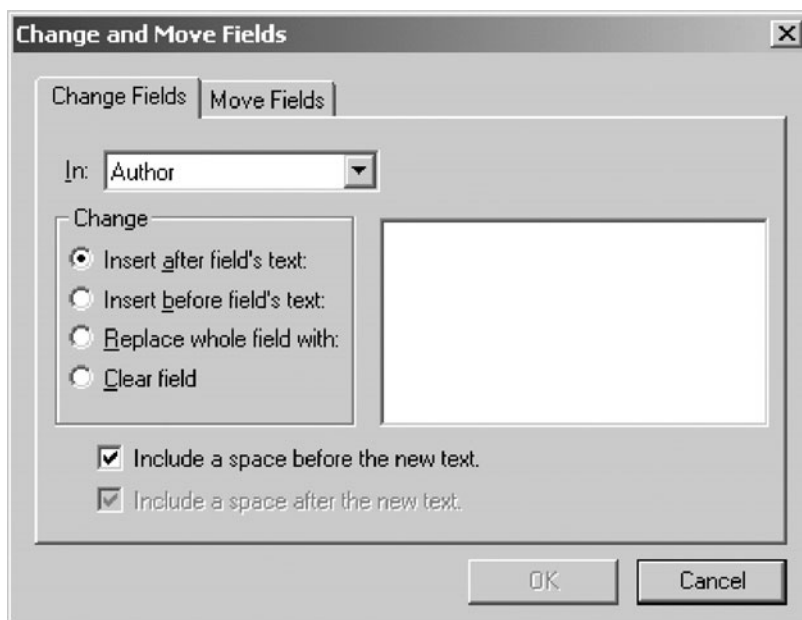 Change and Move Fields
Change Fields Move Fields
In: Author
Change
Insert after field's text:
Insert before field's text:
Replace whole field with:
Clear field
Include a space before the new text.
Include a space after the new text.
OK Cancel